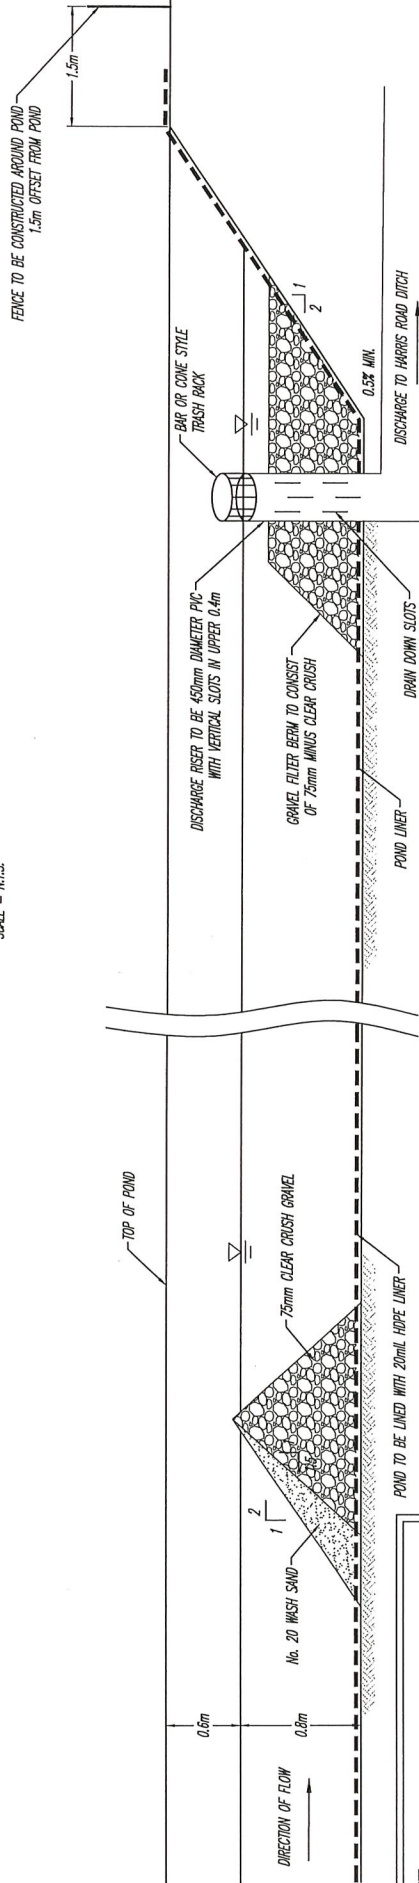 FENCE TO BE CONSTRUCTED AROUND POND
1.5m OFFSET FROM POND
1.5m
BAR OR CONE STYLE
TRASH RACK
DISCHARGE RISER TO BE 450mm DIAMETER PVC
WITH VERTICAL SLOTS IN UPPER 0.4m
GRAVEL FILTER BERM TO CONSIST
OF 75mm MINUS CLEAR CRUSH
1
2
0.5% MIN.
DISCHARGE TO HARRIS ROAD DITCH
DRAIN DOWN SLOTS
POND LINER
TOP OF POND
75mm CLEAR CRUSH GRAVEL
POND TO BE LINED WITH 20mil HDPE LINER
2
1
1.5
No. 20 WASH SAND
0.6m
0.8m
DIRECTION OF FLOW